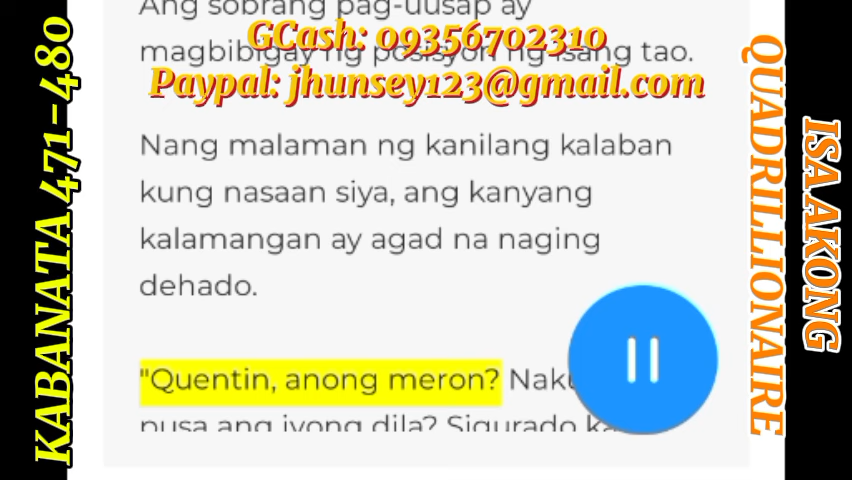 KABANATA 471-480
Ang sobrang pag-uusap ay
GCash: 09356702310
magbibigay ng posisyon ng isang tao.
Paypal: jhunsey123@gmail.com
Nang malaman ng kanilang kalaban
kung nasaan siya, ang kanyang
kalamangan ay agad na naging
dehado.
"Quentin, anong meron?
pusa ang iyong dila? Sigurado
ISA AKONG
QUADRILLIONAIRE